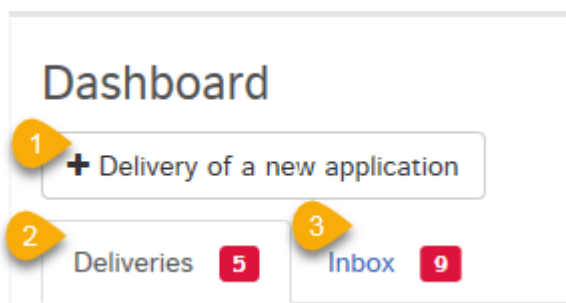 Dashboard
1
+ Delivery of a new application
2
3
Deliveries 5 Inbox 9